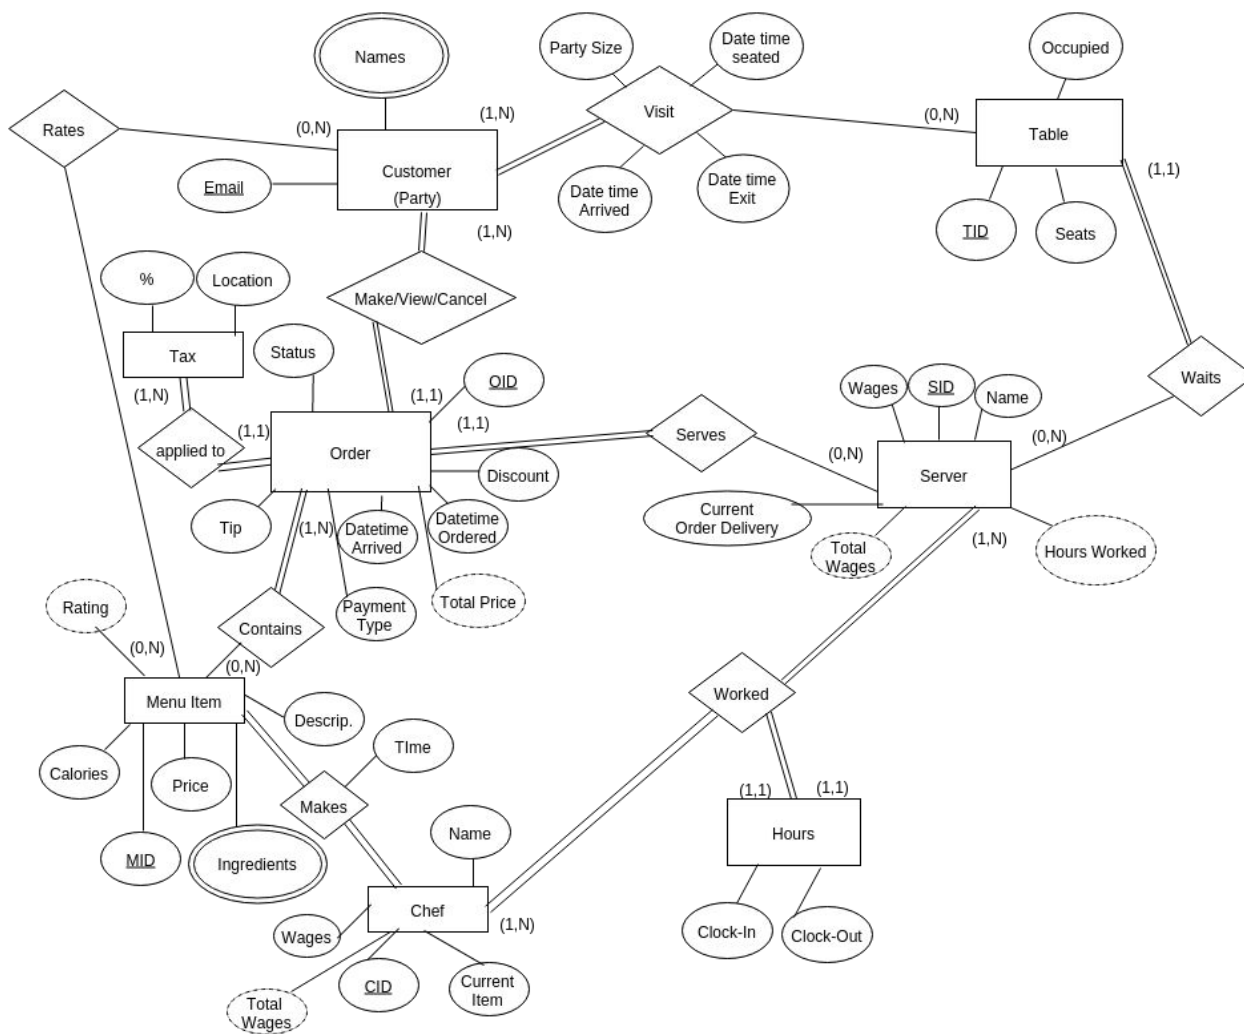 Names
Party Size
Date time
seated
Occupied
Rates
(0,N)
(1,N)
Visit
(0,N)
Table
Customer
(Party)
Email
Date time
Arrived
Date time
Exit
(1,1)
(1,N)
TID
Seats
%
Location
Make/View/Cancel
Tax
Status
OID
Waits
(1,N)
(1,1)
(1,1)
(1,1)
Wages
SID
Name
applied to
Order
Serves
(0,N)
(0,N)
Server
Discount
Tip
(1,N)
Datetime
Arrived
Datetime
Ordered
Current
Order Delivery
Total
Wages
(1,N)
Hours Worked
Rating
Contains
Payment
Type
Total Price
(0,N)
(0,N)
Menu Item
Worked
Descrip.
TIme
Calories
Price
Makes
(1,1)
(1,1)
Hours
Name
MID
Ingredients
Chef
(1,N)
Wages
Clock-In
Clock-Out
CID
Current
Item
Total
Wages